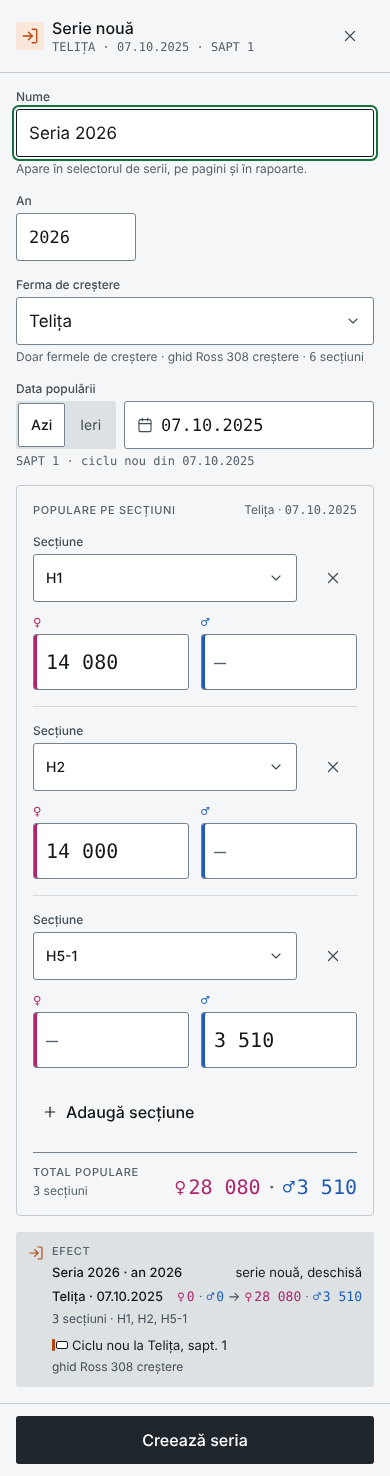 Serie nouă
TELIȚA · 07.10.2025 · SAPT 1
Nume
Seria 2026
Apare în selectorul de serii, pe pagini și în rapoarte.
An
2026
Ferma de creștere
Telița
Doar fermele de creștere · ghid Ross 308 creștere · 6 secțiuni
Data populării
Azi Ieri 07.10.2025
SAPT 1 · ciclu nou din 07.10.2025
POPULARE PE SECȚIUNI Telița · 07.10.2025
Secțiune
H1
♀ ♂
14 080 —
Secțiune
H2
♀ ♂
14 000 —
Secțiune
H5-1
♀ ♂
— 3 510
+ Adaugă secțiune
TOTAL POPULARE
3 secțiuni ♀28 080 · ♂3 510
EFECT
Seria 2026 · an 2026 serie nouă, deschisă
Telița · 07.10.2025 ♀0 · ♂0 → ♀28 080 · ♂3 510
3 secțiuni · H1, H2, H5-1
Ciclu nou la Telița, sapt. 1
ghid Ross 308 creștere
Creează seria